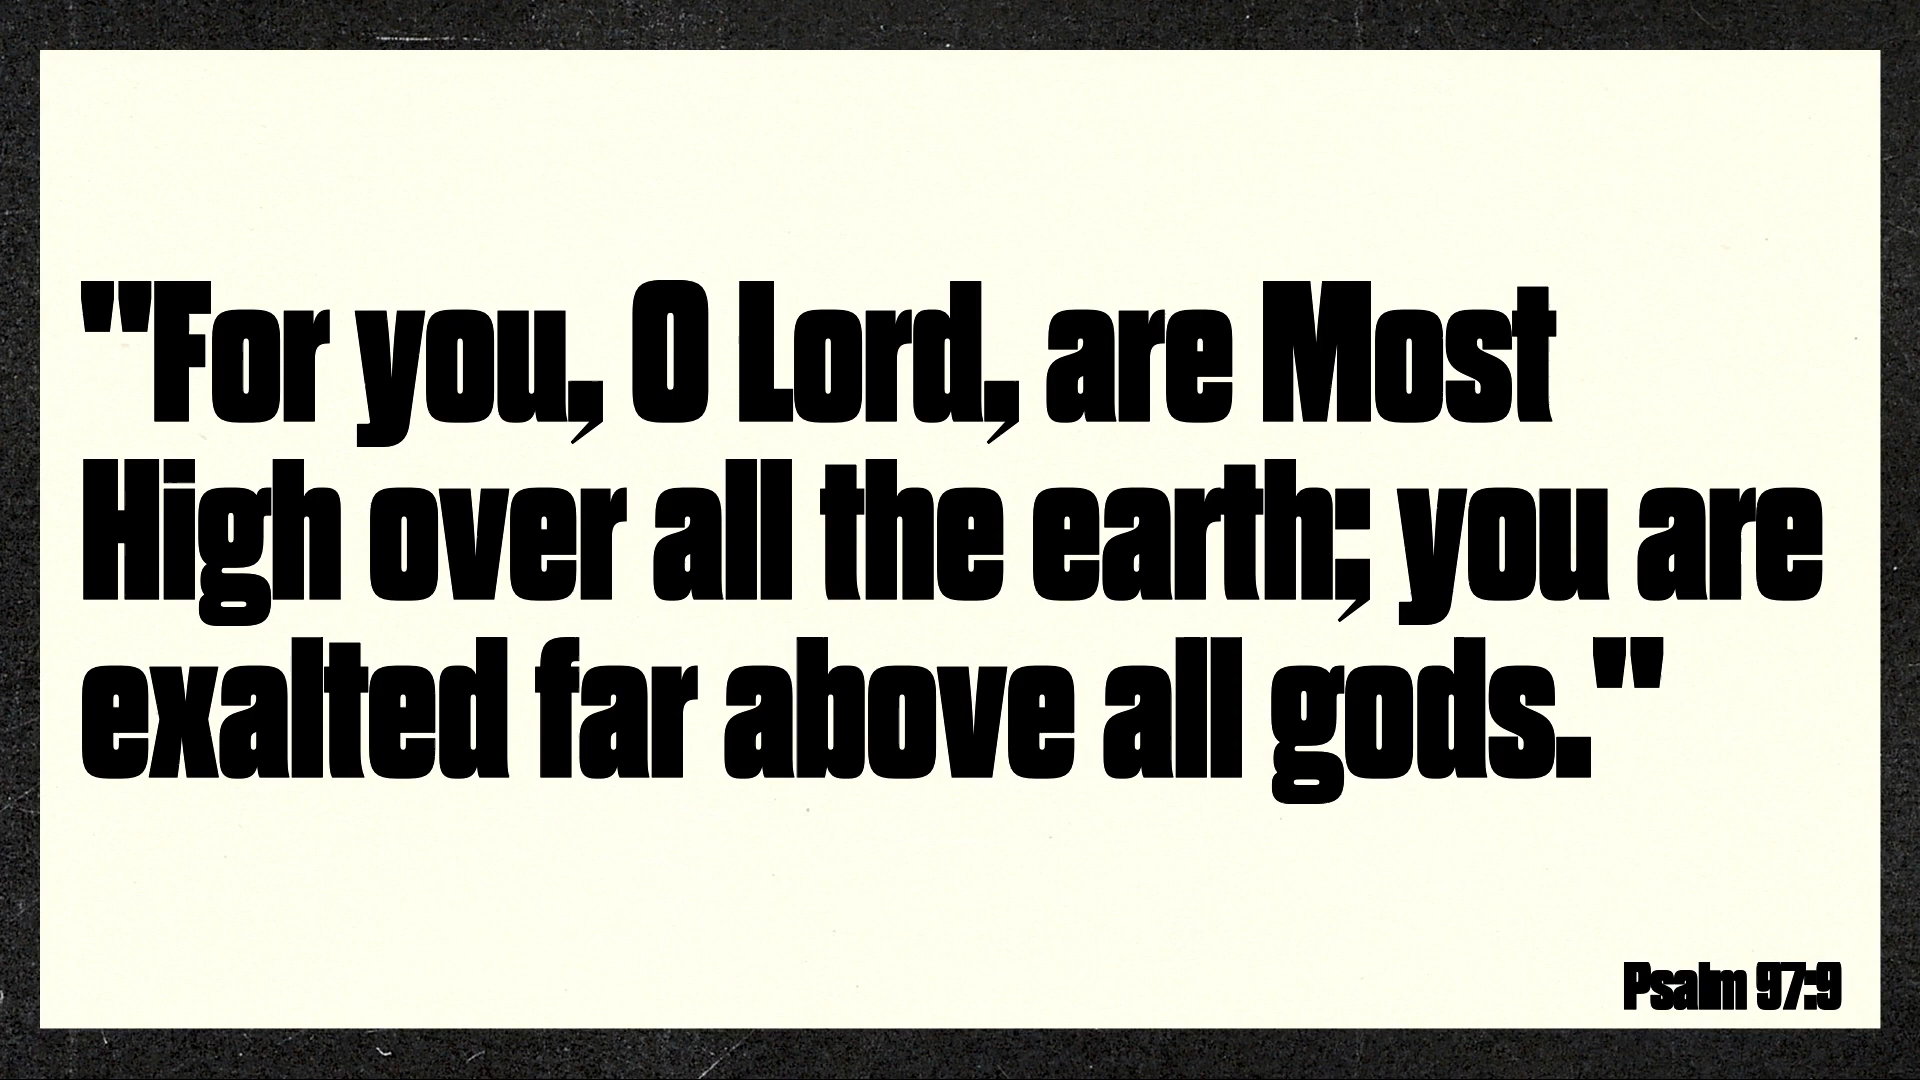 "For you, O Lord, are Most
High over all the earth; you are
exalted far above all gods."
Psalm 97:9